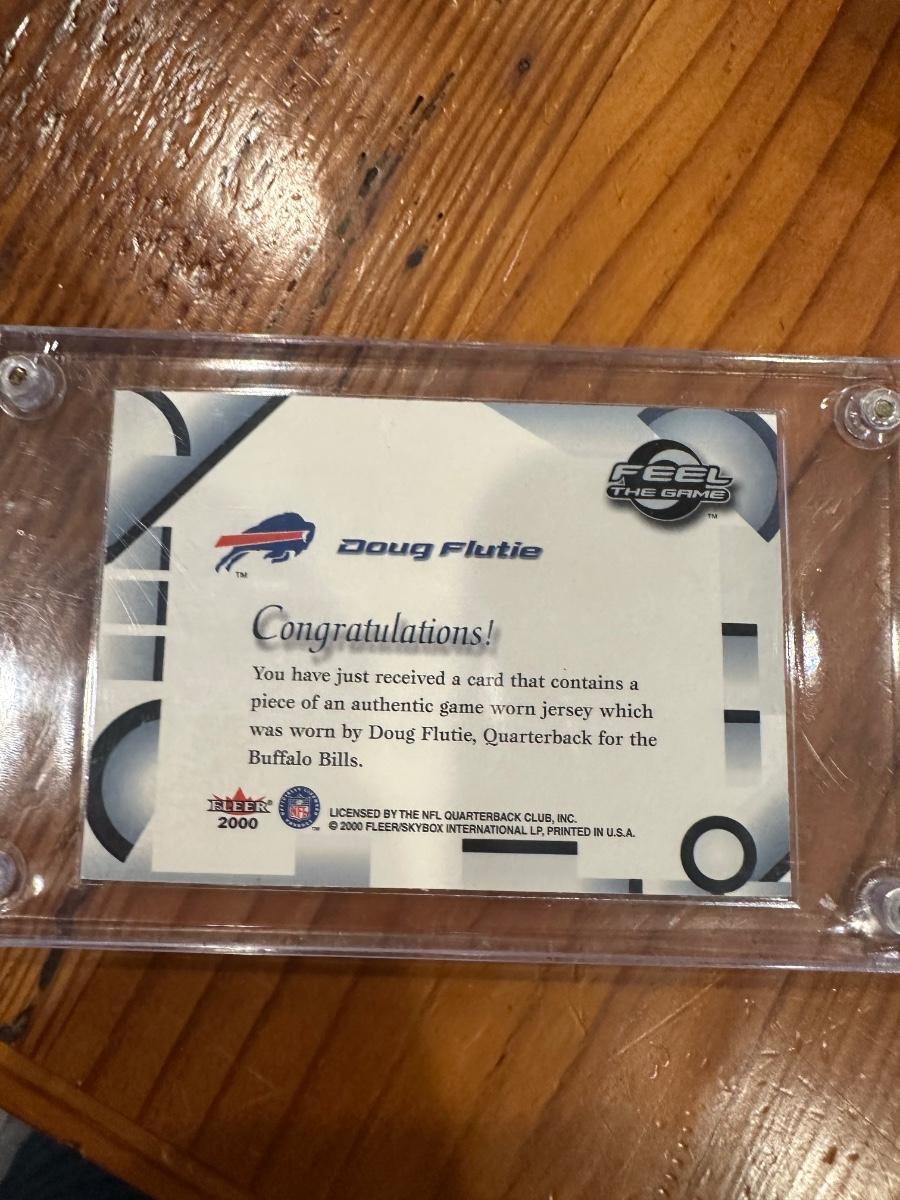 FEEL
THE GAME
TM
TM
Doug Flutie
Congratulations!
You have just received a card that contains a
piece of an authentic game worn jersey which
was worn by Doug Flutie, Quarterback for the
Buffalo Bills.
FLEER®
2000
NFL
TM
LICENSED BY THE NFL QUARTERBACK CLUB, INC.
© 2000 FLEER/SKYBOX INTERNATIONAL LP, PRINTED IN U.S.A.